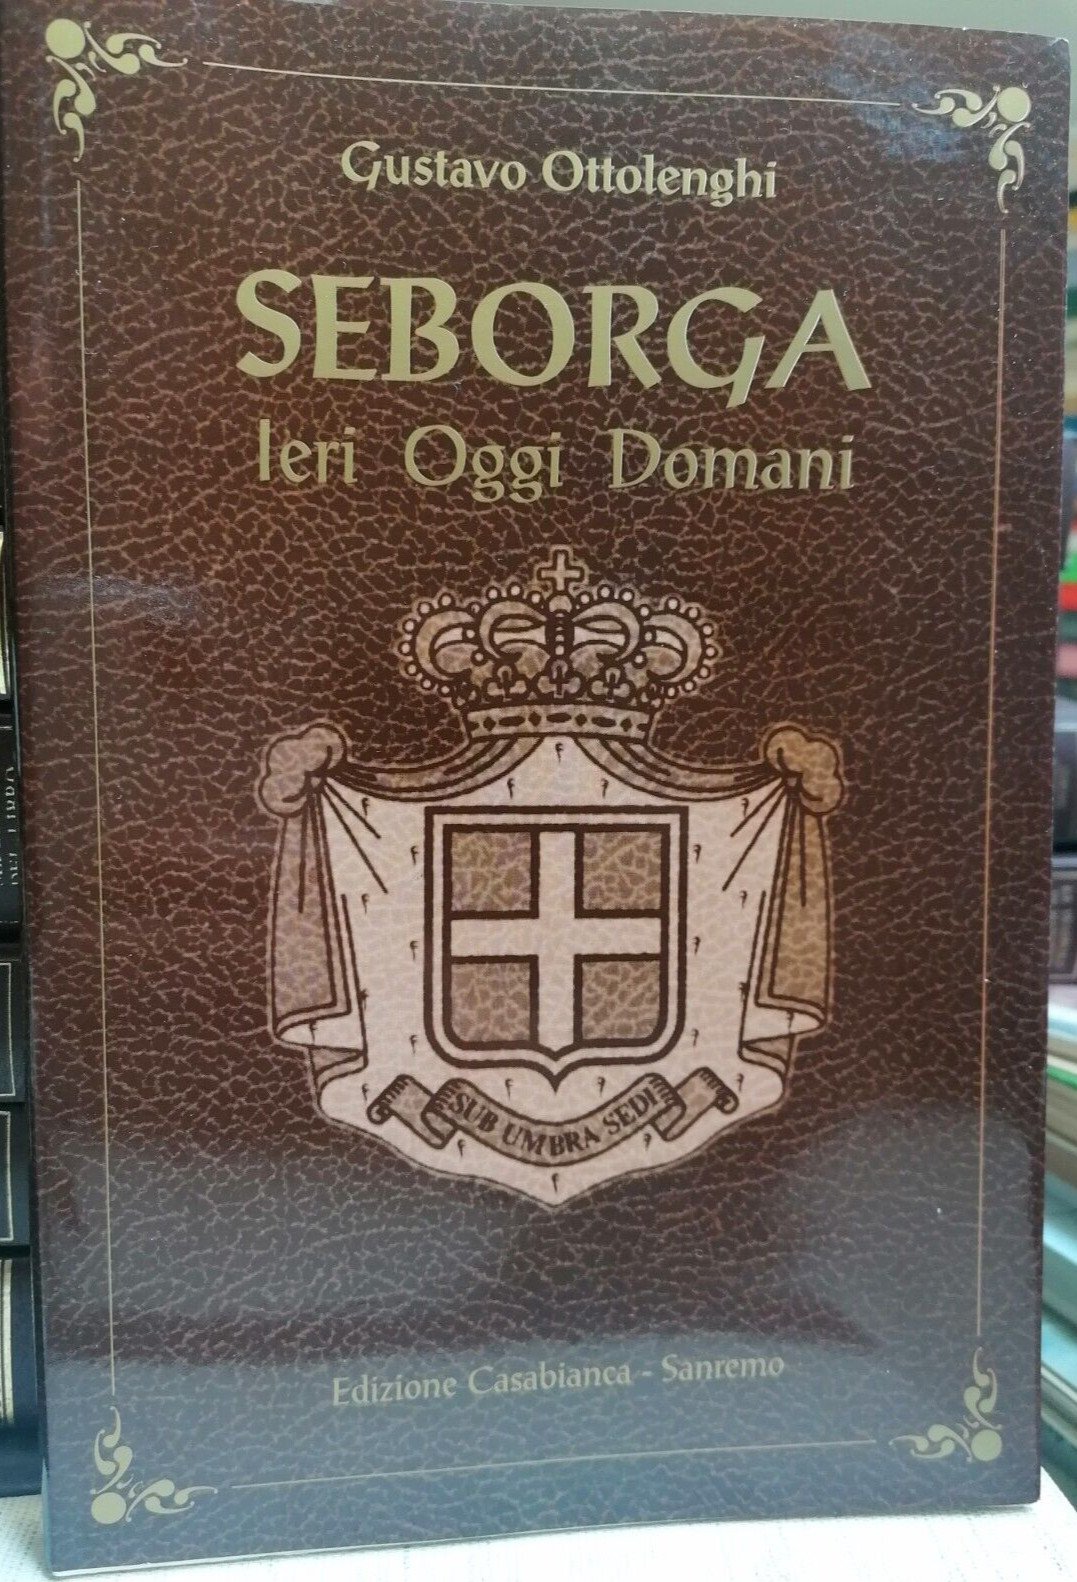 Gustavo Ottolenghi
SEBORGA
Ieri Oggi Domani
SUB UMBRA SEDI
Edizione Casabianca - Sanremo